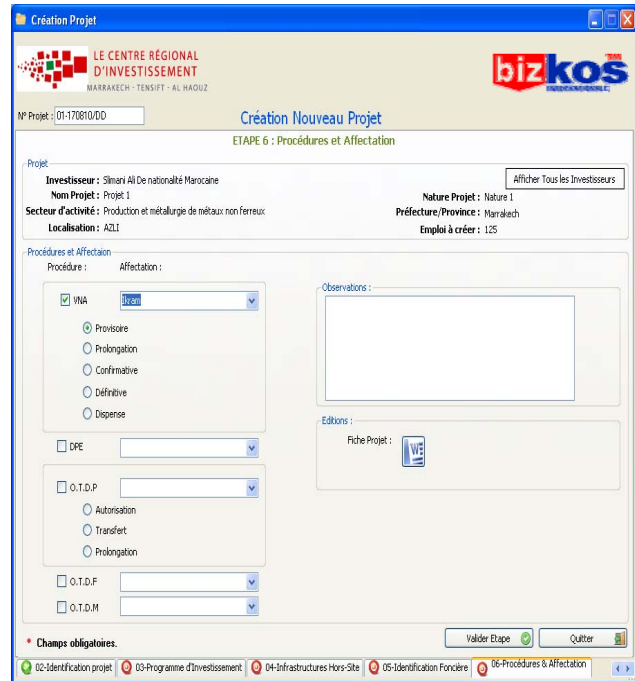 Création Projet
LE CENTRE RÉGIONAL
D'INVESTISSEMENT
MARRAKECH - TENSIFT - AL HAOUZ
bizkos
INTERNATIONALE
N° Projet : 01-170810/DD
Création Nouveau Projet
ETAPE 6 : Procédures et Affectation
Projet
Investisseur : Slimani Ali De nationalité Marocaine
Afficher Tous les Investisseurs
Nom Projet : Projet 1
Nature Projet : Nature 1
Secteur d'activité : Production et métallurgie de métaux non ferreux
Préfecture/Province : Marrakech
Localisation : AZLI
Emploi à créer : 125
Procédures et Affectaion
Procédure : Affectation :
VNA Ikram
Provisoire
Prolongation
Confirmative
Définitive
Dispense
DPE
O.T.D.P
Autorisation
Transfert
Prolongation
O.T.D.F
O.T.D.M
Observations :
Editions :
Fiche Projet :
* Champs obligatoires.
Valider Etape
Quitter
02-Identification projet
03-Programme d'Investissement
04-Infrastructures Hors-Site
05-Identification Foncière
06-Procédures & Affectation